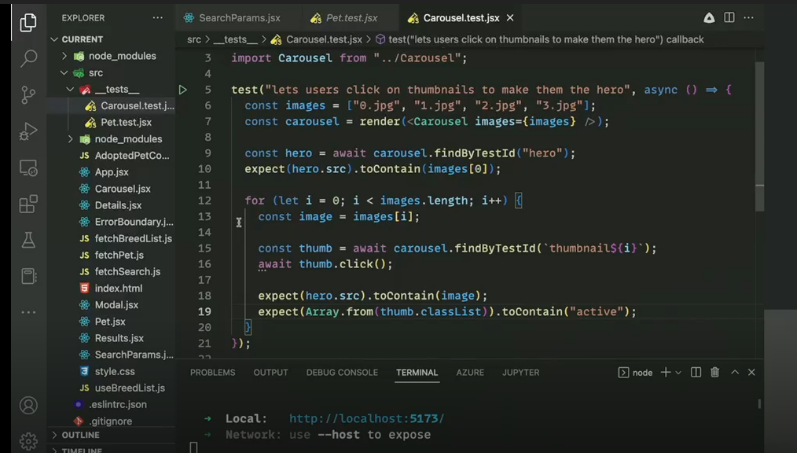 EXPLORER ...
SearchParams.jsx
Pet.test.jsx
Carousel.test.jsx
src > __tests__ > Carousel.test.jsx > test("lets users click on thumbnails to make them the hero") callback
CURRENT
node_modules
src
__tests__
Carousel.test.j...
Pet.test.jsx
node_modules
JS AdoptedPetCo...
App.jsx
Carousel.jsx
Details.jsx
ErrorBoundary.j...
JS fetchBreedList.js
JS fetchPet.js
JS fetchSearch.js
index.html
Modal.jsx
Pet.jsx
Results.jsx
SearchParams.j...
style.css
JS useBreedList.js
.eslintrc.json
.gitignore
OUTLINE
TIMELINE
3 import Carousel from "../Carousel";
4
5 test("lets users click on thumbnails to make them the hero", async () => {
6 const images = ["0.jpg", "1.jpg", "2.jpg", "3.jpg"];
7 const carousel = render(<Carousel images={images} />);
8
9 const hero = await carousel.findByTestId("hero");
10 expect(hero.src).toContain(images[0]);
11
12 for (let i = 0; i < images.length; i++) {
13 const image = images[i];
14
15 const thumb = await carousel.findByTestId(`thumbnail${i}`);
16 await thumb.click();
17
18 expect(hero.src).toContain(image);
19 expect(Array.from(thumb.classList)).toContain("active");
20 }
21 });
22
PROBLEMS OUTPUT DEBUG CONSOLE TERMINAL AZURE JUPYTER
node
➜ Local: http://localhost:5173/
➜ Network: use --host to expose